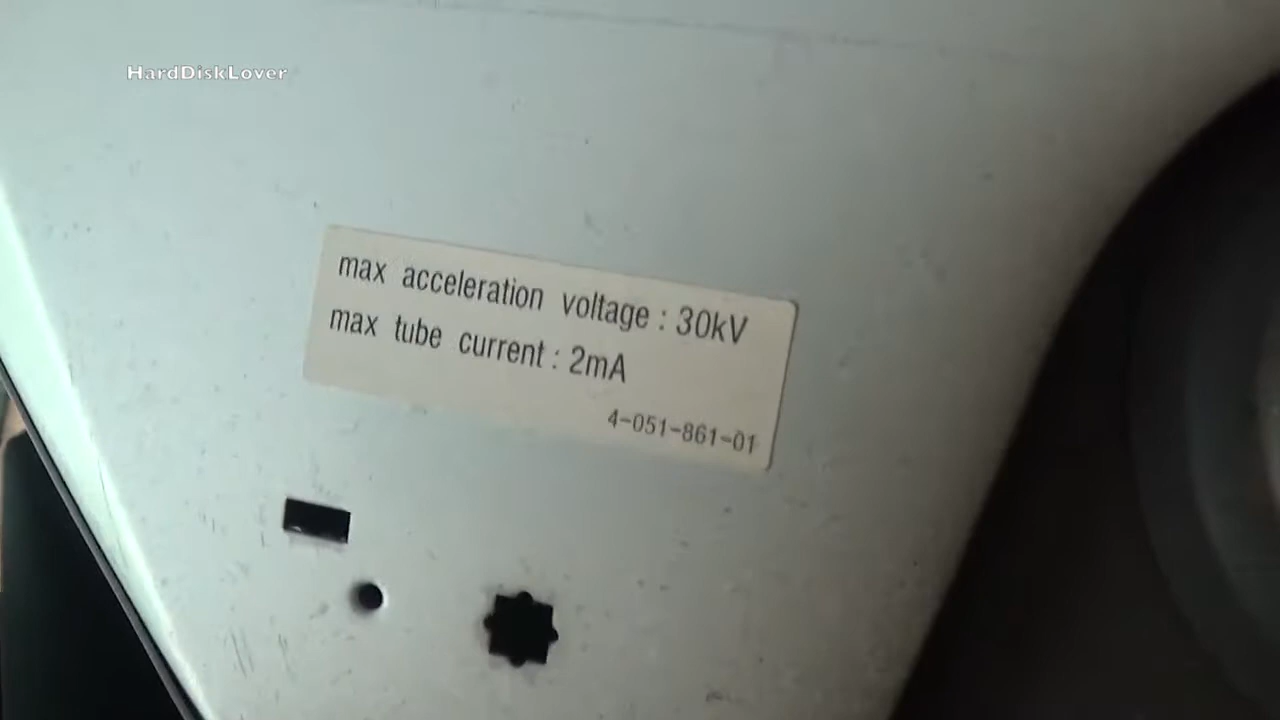 HardDiskLover
max acceleration voltage : 30kV
max tube current : 2mA
4-051-861-01